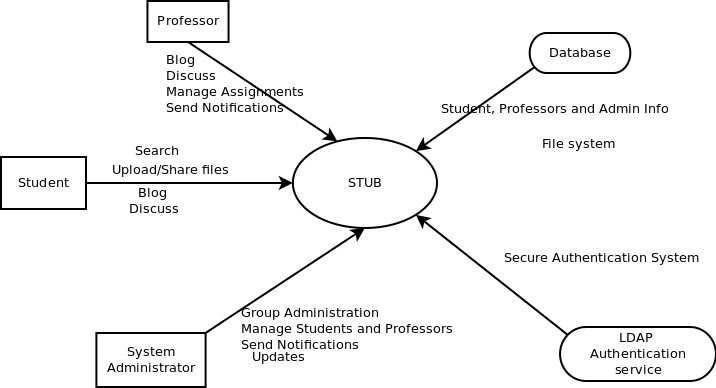 Professor
Blog
Discuss
Manage Assignments
Send Notifications
Database
Student, Professors and Admin Info
File system
Student
Search
Upload/Share files
Blog
Discuss
STUB
Secure Authentication System
Group Administration
Manage Students and Professors
Send Notifications
Updates
System
Administrator
LDAP
Authentication
service